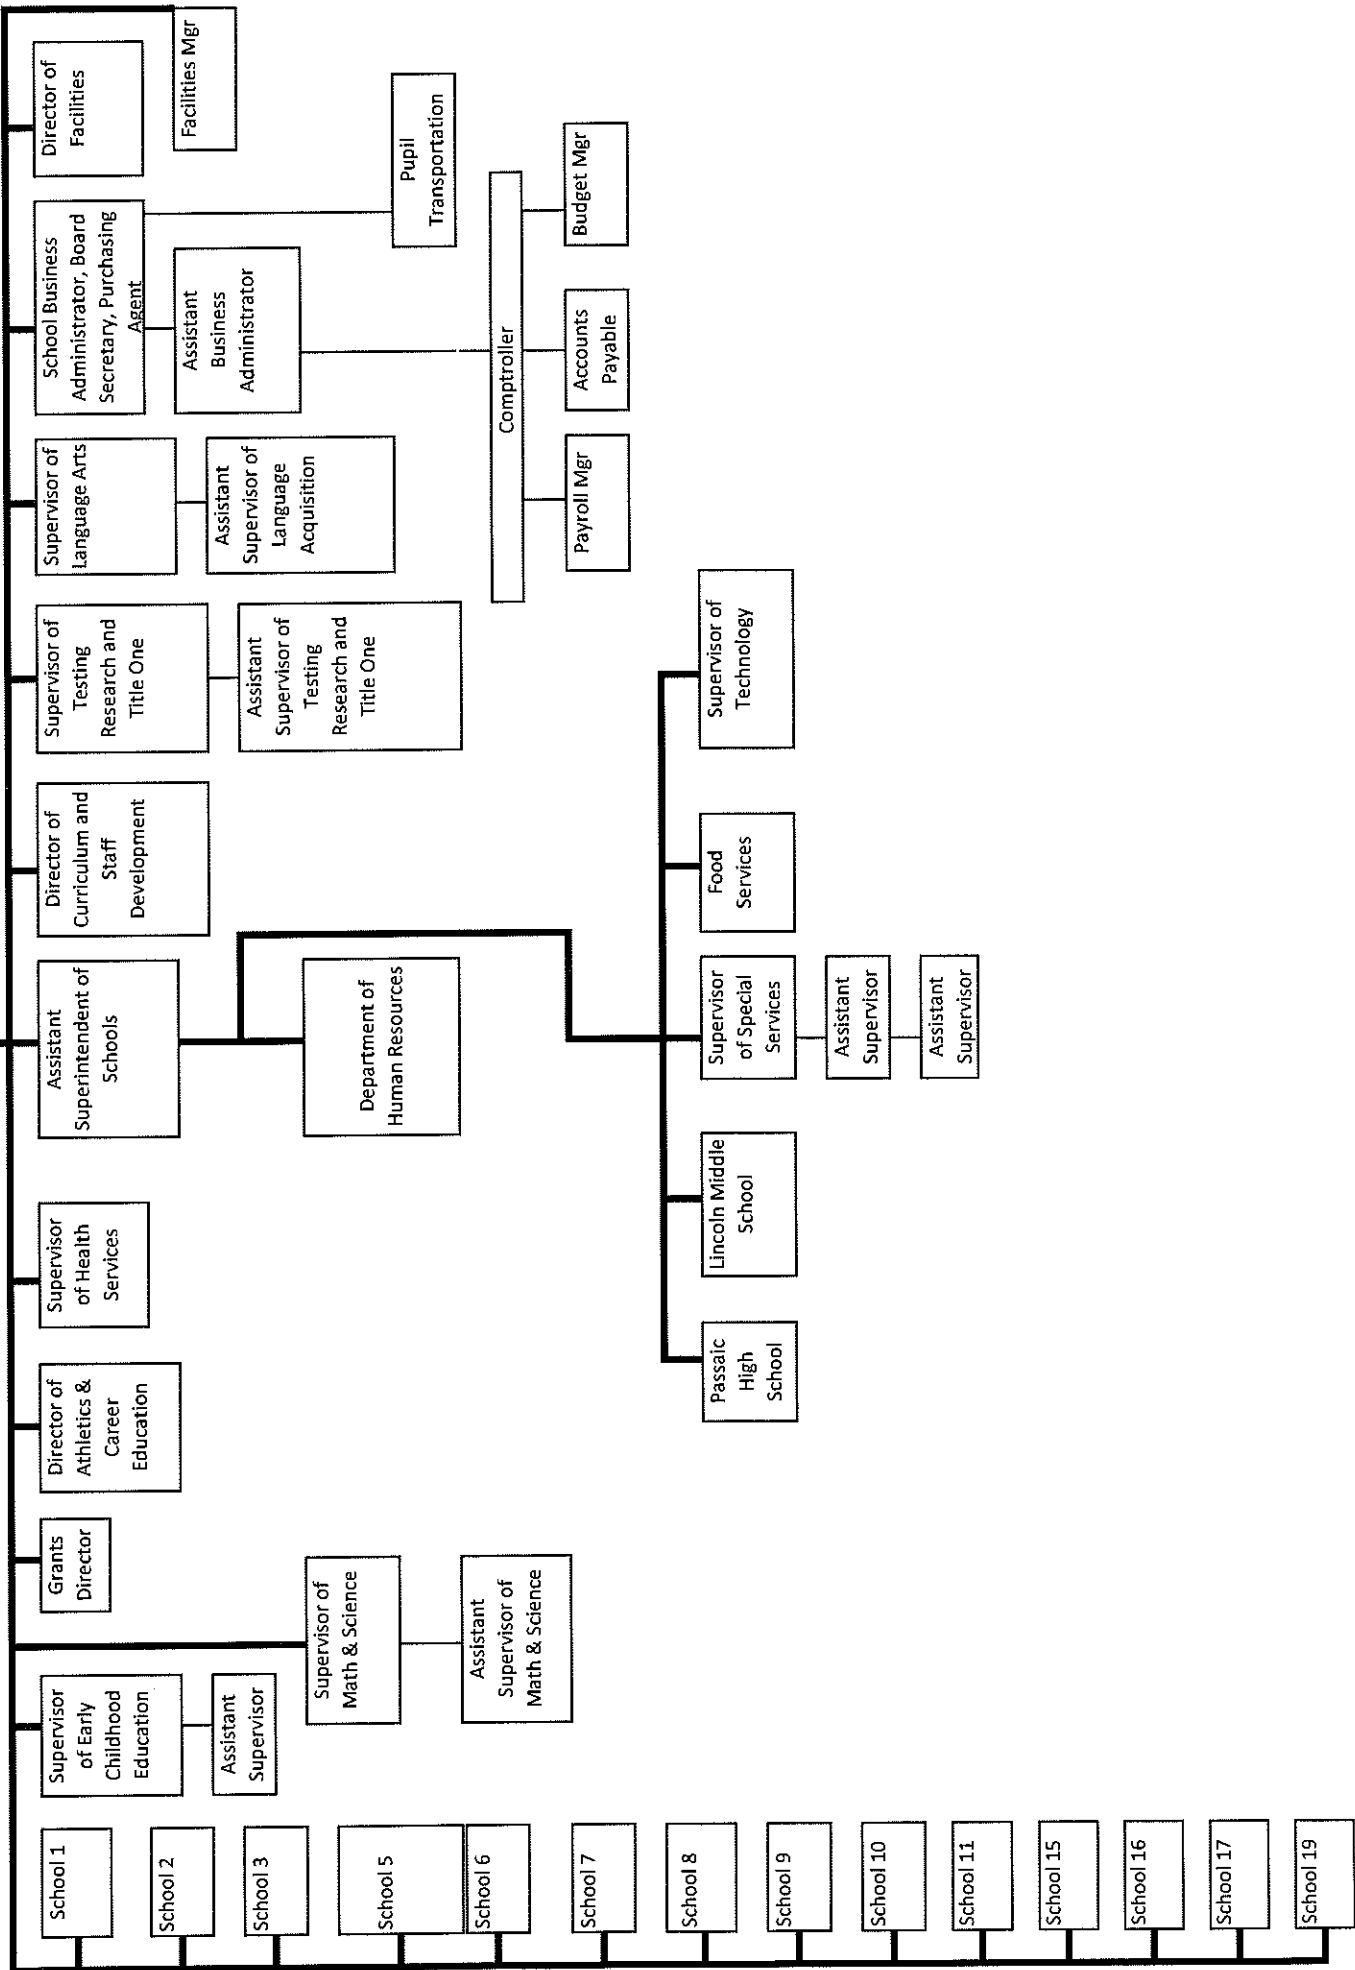 School 1
School 2
School 3
School 5
School 6
School 7
School 8
School 9
School 10
School 11
School 15
School 16
School 17
School 19
Supervisor
of Early
Childhood
Education
Assistant
Supervisor
Supervisor of
Math & Science
Assistant
Supervisor of
Math & Science
Grants
Director
Director of
Athletics &
Career
Education
Supervisor
of Health
Services
Assistant
Superintendent of
Schools
Department of
Human Resources
Passaic
High
School
Lincoln Middle
School
Supervisor
of Special
Services
Assistant
Supervisor
Assistant
Supervisor
Food
Services
Supervisor of
Technology
Director of
Curriculum and
Staff
Development
Supervisor of
Testing
Research and
Title One
Assistant
Supervisor of
Testing
Research and
Title One
Supervisor of
Language Arts
Assistant
Supervisor of
Language
Acquisition
School Business
Administrator, Board
Secretary, Purchasing
Agent
Assistant
Business
Administrator
Pupil
Transportation
Comptroller
Payroll Mgr
Accounts
Payable
Budget Mgr
Director of
Facilities
Facilities Mgr